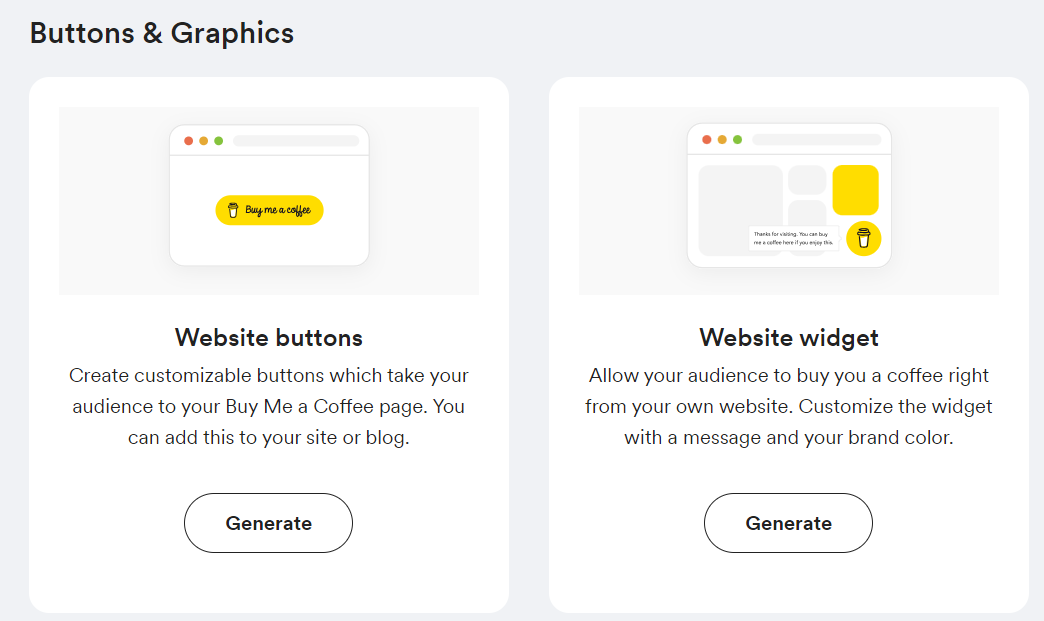 Buttons & Graphics
Buy me a coffee
Website buttons
Create customizable buttons which take your
audience to your Buy Me a Coffee page. You
can add this to your site or blog.
Generate
Thanks for visiting. You can buy
me a coffee here if you enjoy this.
Website widget
Allow your audience to buy you a coffee right
from your own website. Customize the widget
with a message and your brand color.
Generate